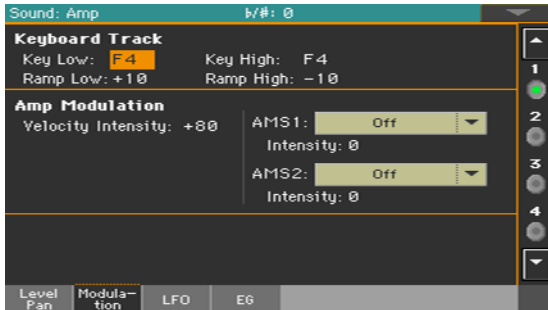 Sound: Amp ♭/#: 0
Keyboard Track
Key Low: F4 Key High: F4
Ramp Low: +10 Ramp High: -10
Amp Modulation
Velocity Intensity: +80
AMS1: Off
Intensity: 0
AMS2: Off
Intensity: 0
1
2
3
4
Level Pan
Modula-tion
LFO
EG